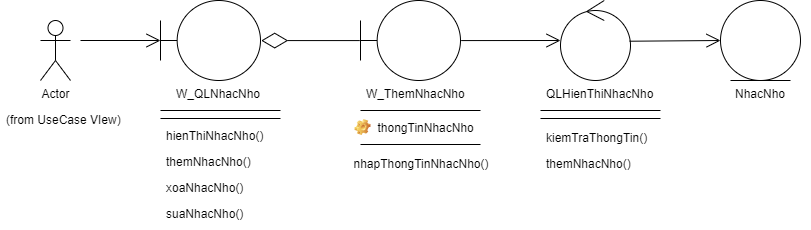 Actor
(from UseCase VIew)
W_QLNhacNho
hienThiNhacNho()
themNhacNho()
xoaNhacNho()
suaNhacNho()
W_ThemNhacNho
thongTinNhacNho
nhapThongTinNhacNho()
QLHienThiNhacNho
kiemTraThongTin()
themNhacNho()
NhacNho